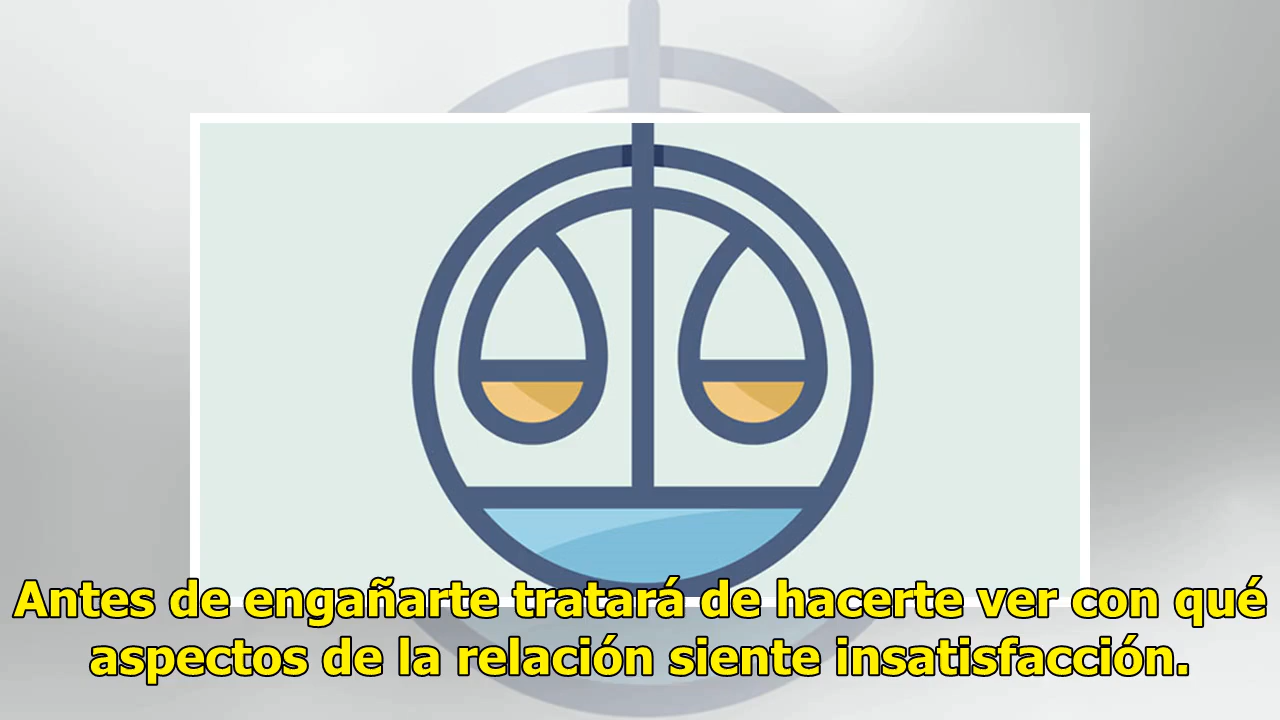 Antes de engañarte tratará de hacerte ver con qué
aspectos de la relación siente insatisfacción.